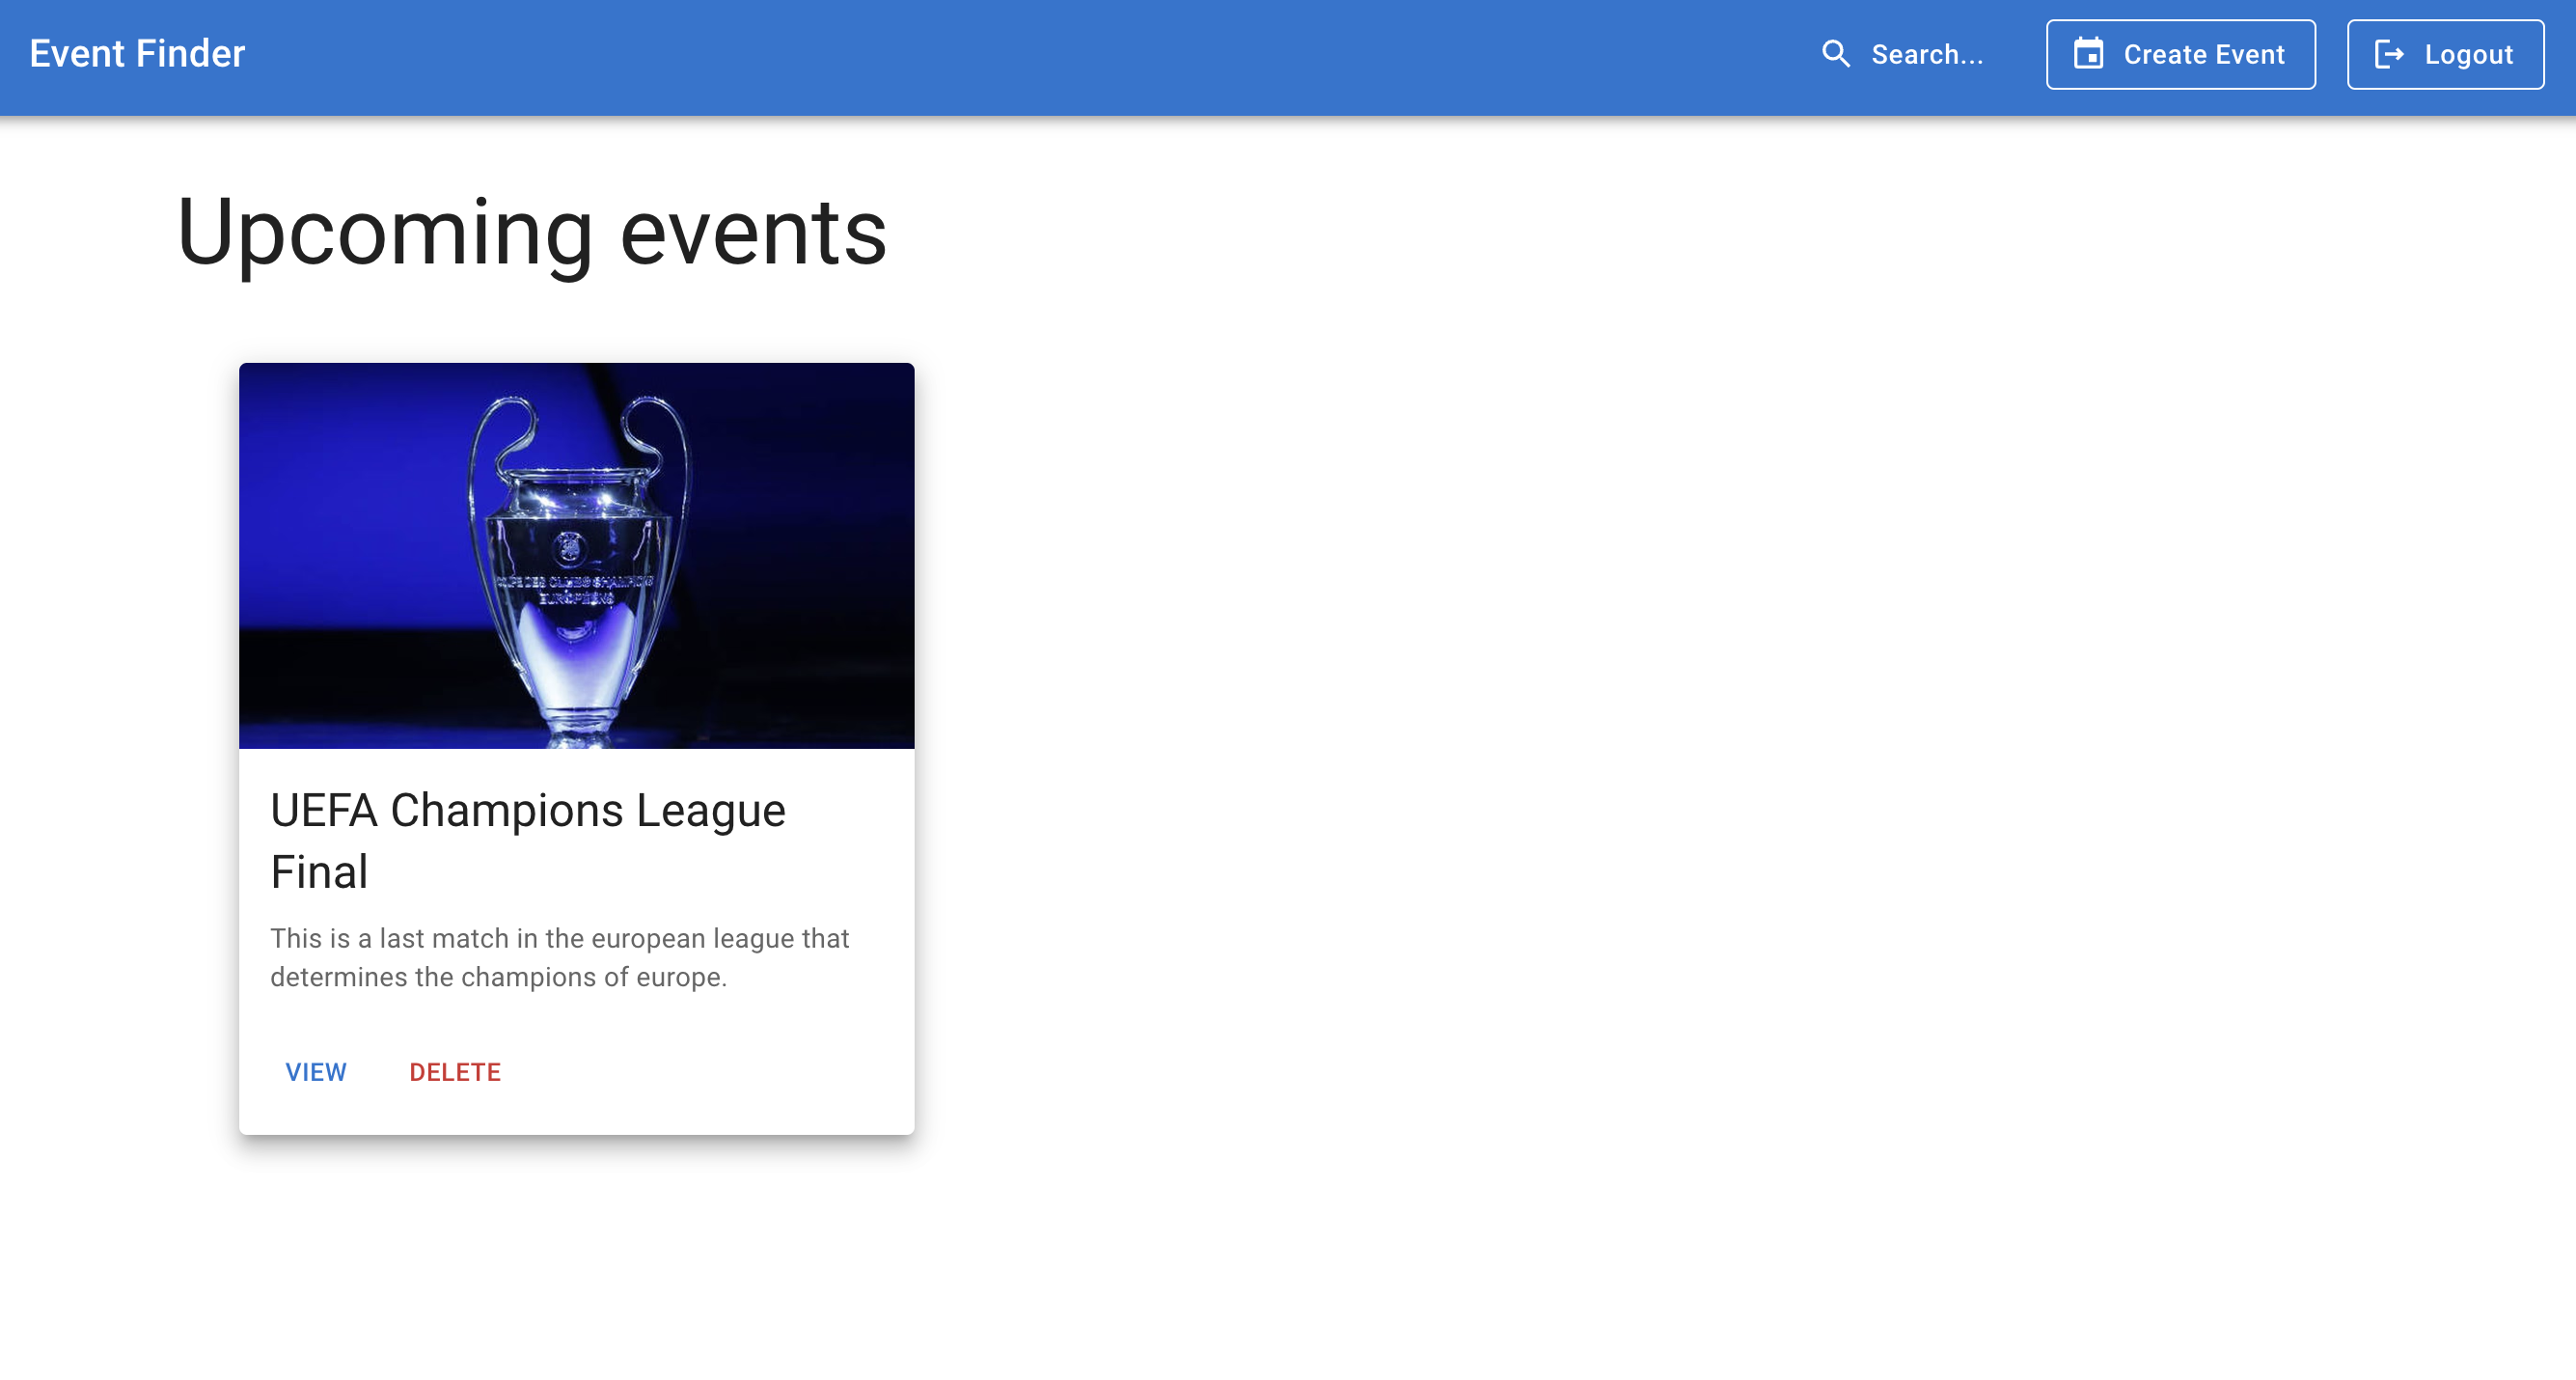 Event Finder
Search...
Create Event
Logout
Upcoming events
COUPE DES CLUBS CHAMPIONS
EUROPÉENS
UEFA Champions League
Final
This is a last match in the european league that
determines the champions of europe.
VIEW
DELETE